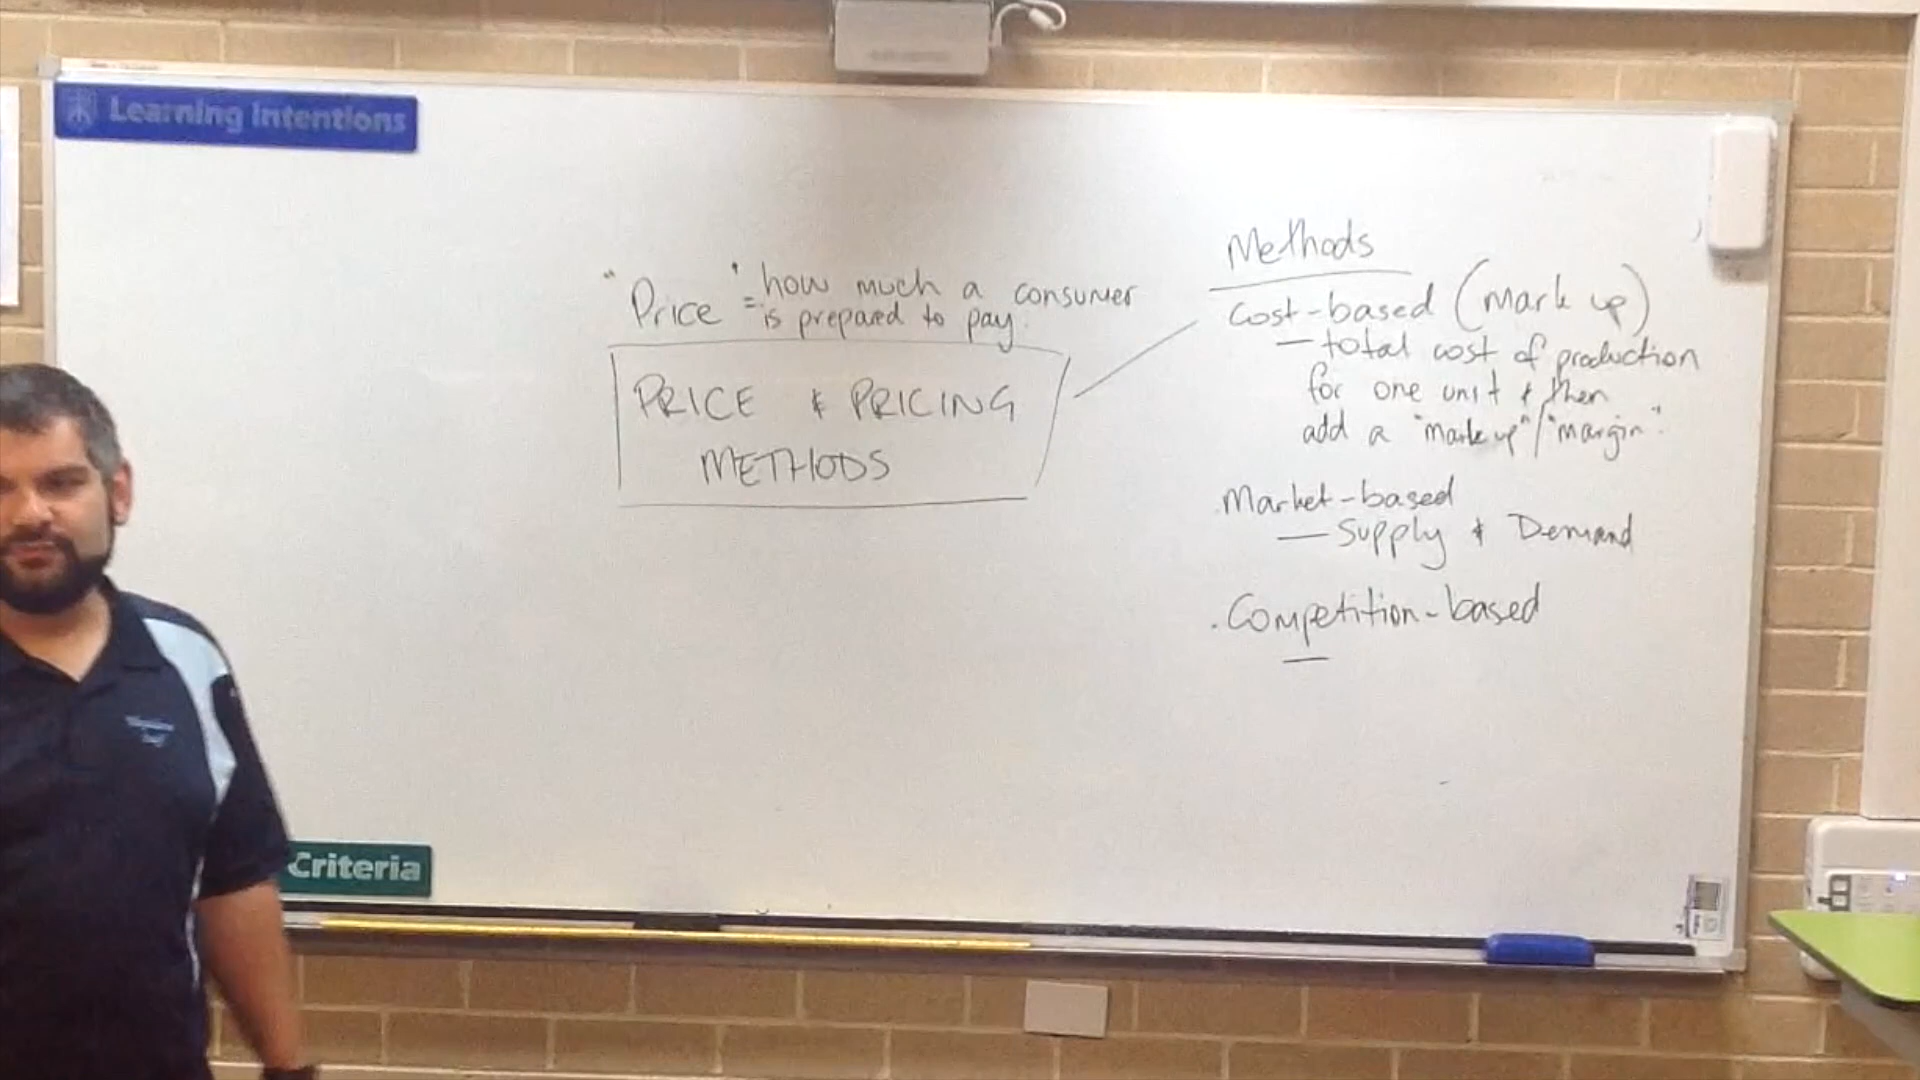 Learning Intentions
"Price" = how much a consumer
is prepared to pay.
PRICE & PRICING
METHODS
Methods
Cost-based (Mark up)
— total cost of production
for one unit & then
add a "mark up"/"margin".
Market-based
— Supply & Demand
Competition-based
—
Criteria